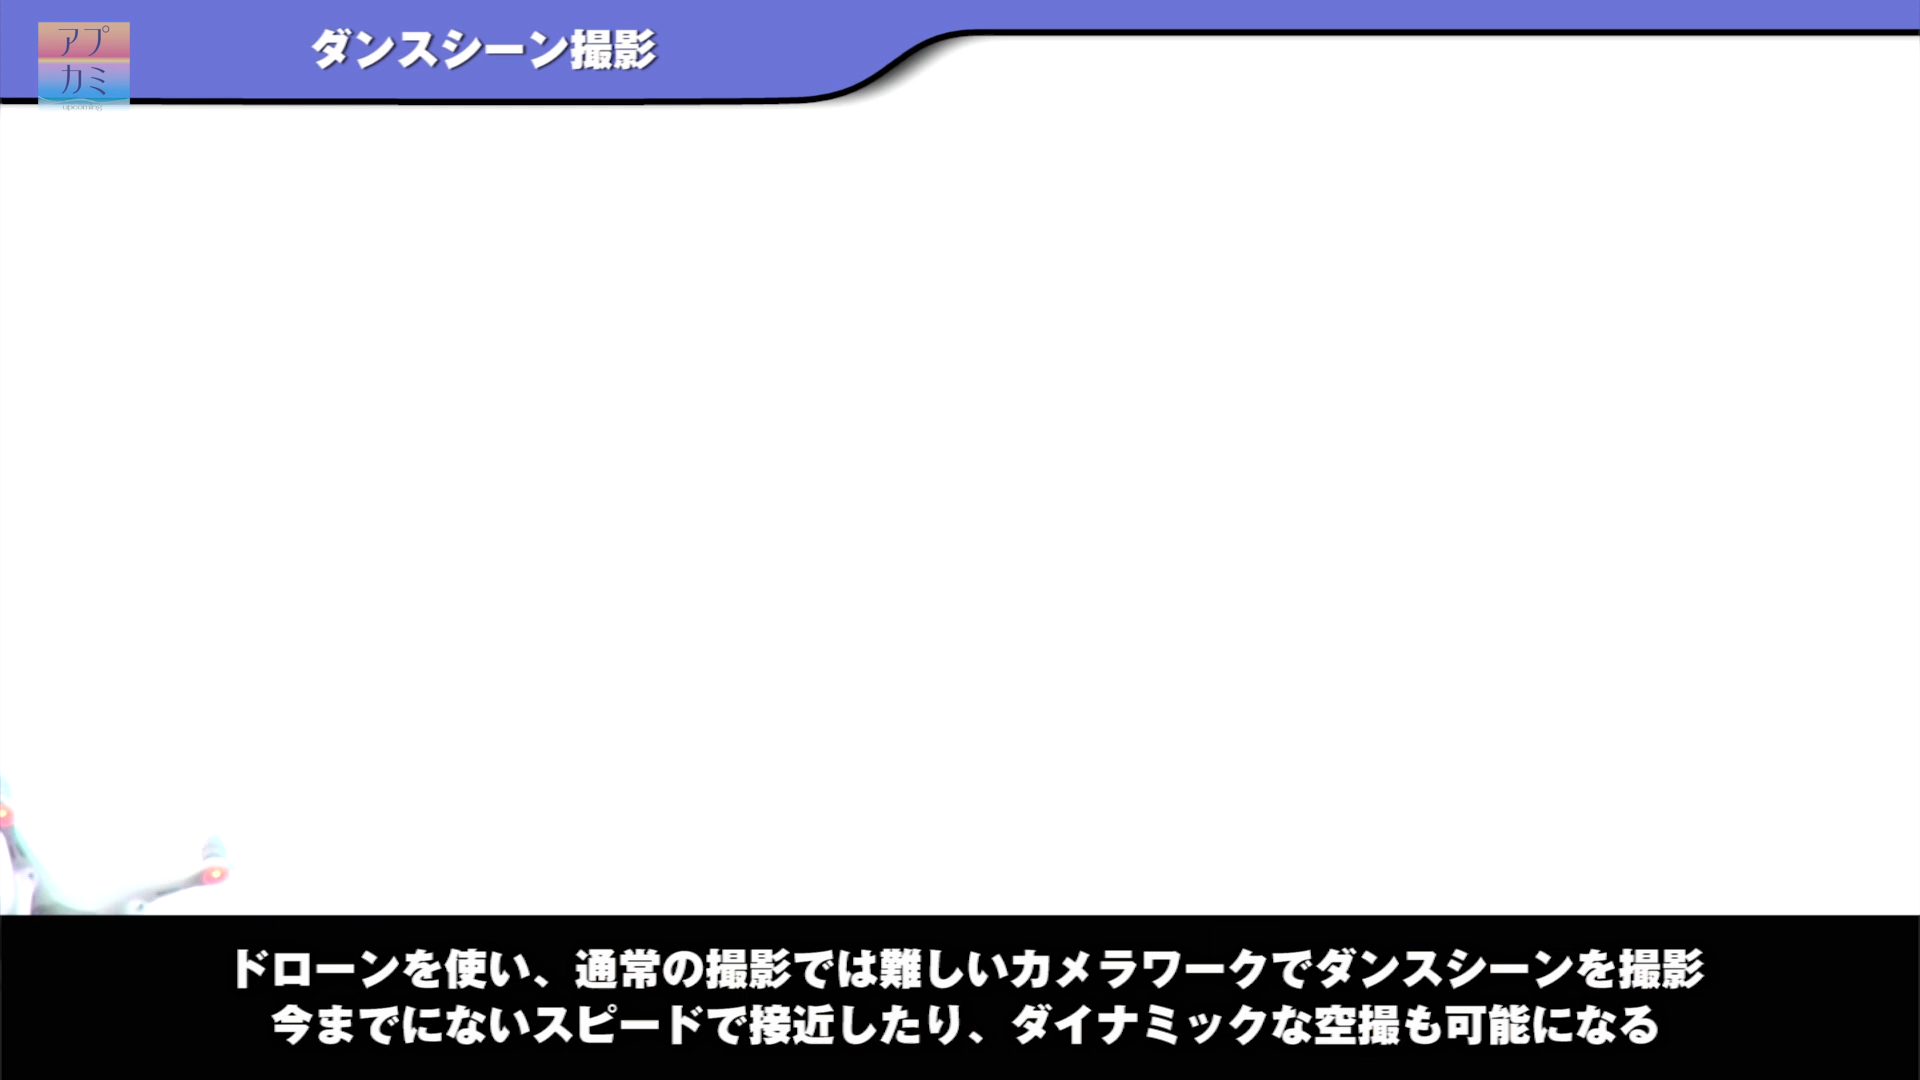 アプ
カミ
upcoming
ダンスシーン撮影
ドローンを使い、通常の撮影では難しいカメラワークでダンスシーンを撮影
今までにないスピードで接近したり、ダイナミックな空撮も可能になる